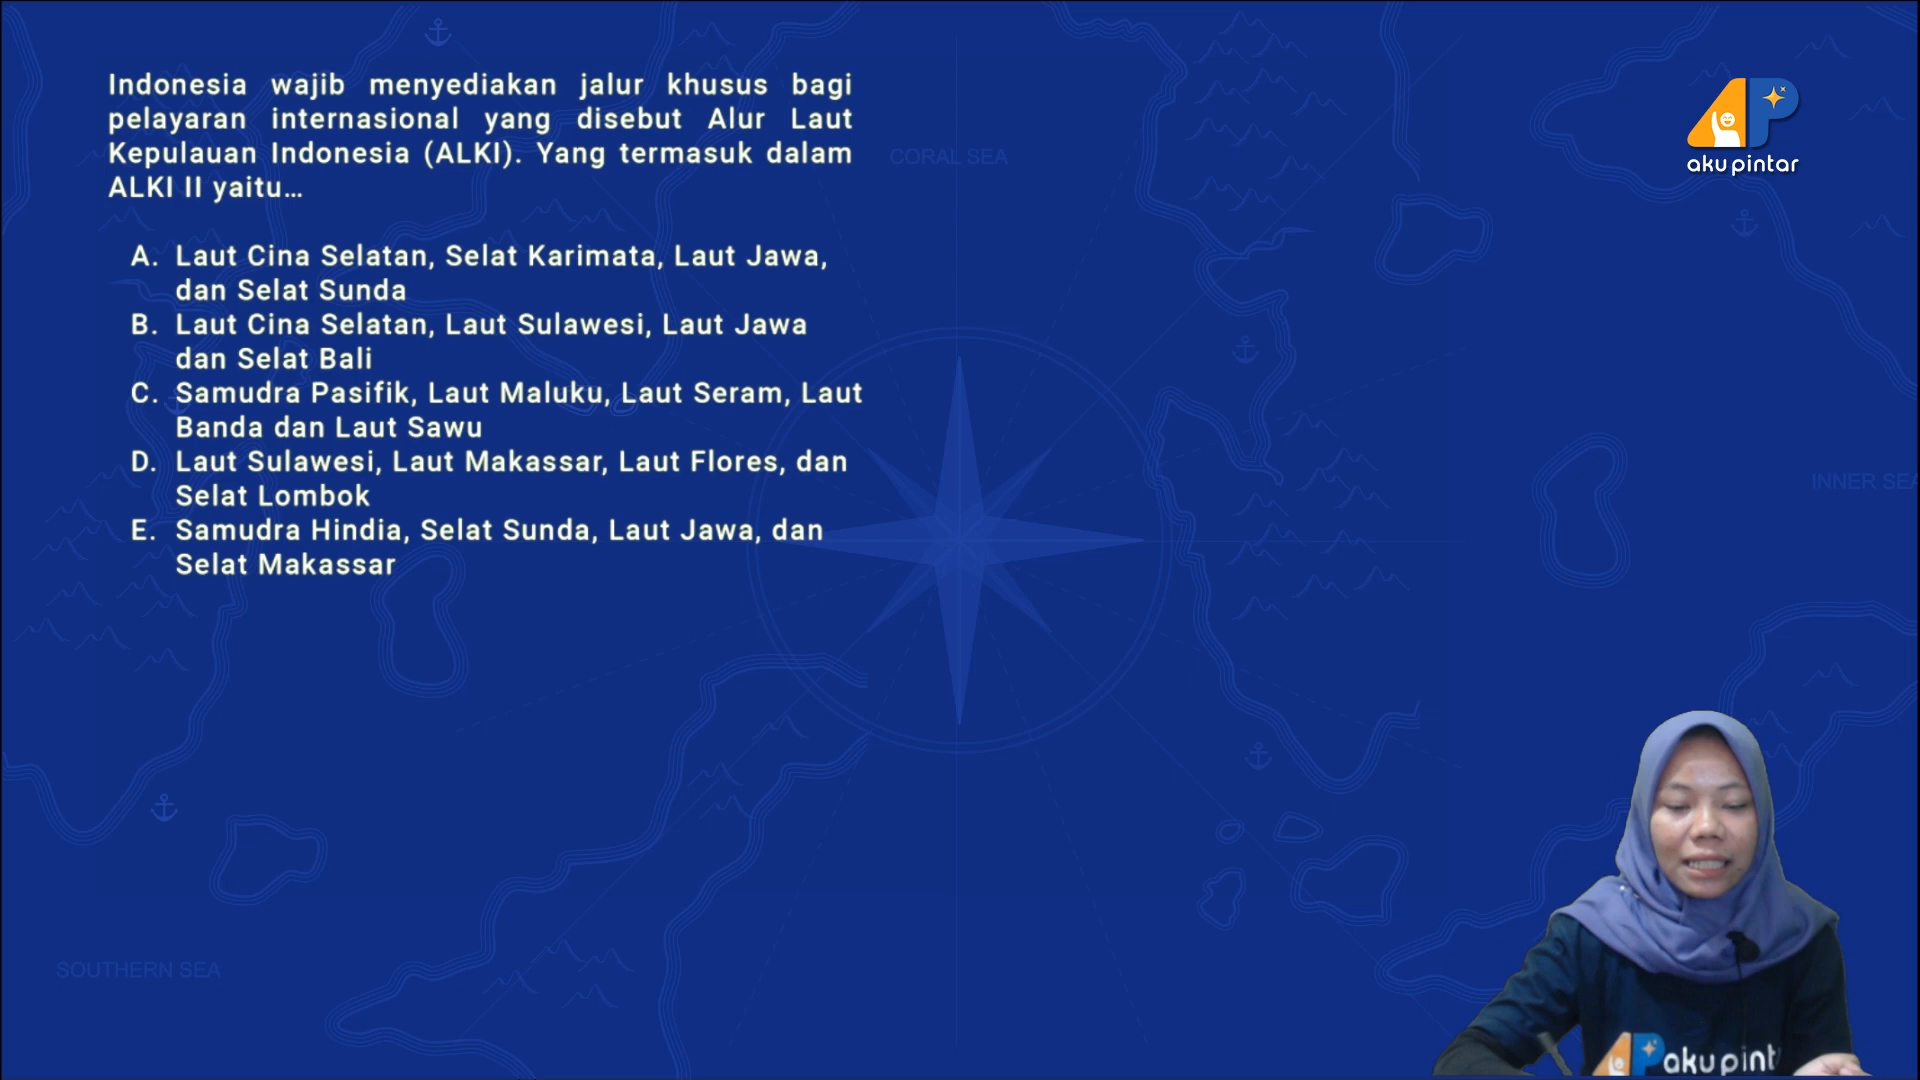 Indonesia wajib menyediakan jalur khusus bagi
pelayaran internasional yang disebut Alur Laut
Kepulauan Indonesia (ALKI). Yang termasuk dalam
ALKI II yaitu...
A. Laut Cina Selatan, Selat Karimata, Laut Jawa,
dan Selat Sunda
B. Laut Cina Selatan, Laut Sulawesi, Laut Jawa
dan Selat Bali
C. Samudra Pasifik, Laut Maluku, Laut Seram, Laut
Banda dan Laut Sawu
D. Laut Sulawesi, Laut Makassar, Laut Flores, dan
Selat Lombok
E. Samudra Hindia, Selat Sunda, Laut Jawa, dan
Selat Makassar
CORAL SEA
aku pintar
INNER SEA
SOUTHERN SEA
aku pint